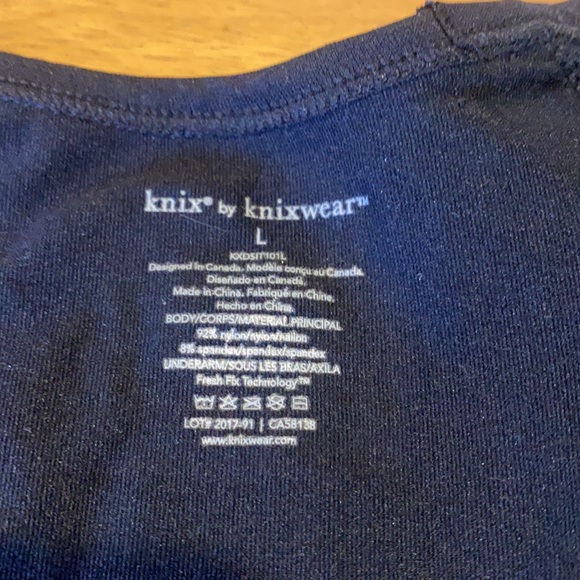 knix® by knixwear™
L
KXDSIT101L
Designed in Canada. Modèle conçu au Canada.
Diseñado en Canadá.
Made in China. Fabriqué en Chine.
Hecho en China.
BODY/CORPS/MATERIAL PRINCIPAL
92% nylon/nylon/nailon
8% spandex/spandex/spandex
UNDERARM/SOUS LES BRAS/AXILA
Fresh Fix Technology™
LOT# 2017-91 | CA58138
www.knixwear.com